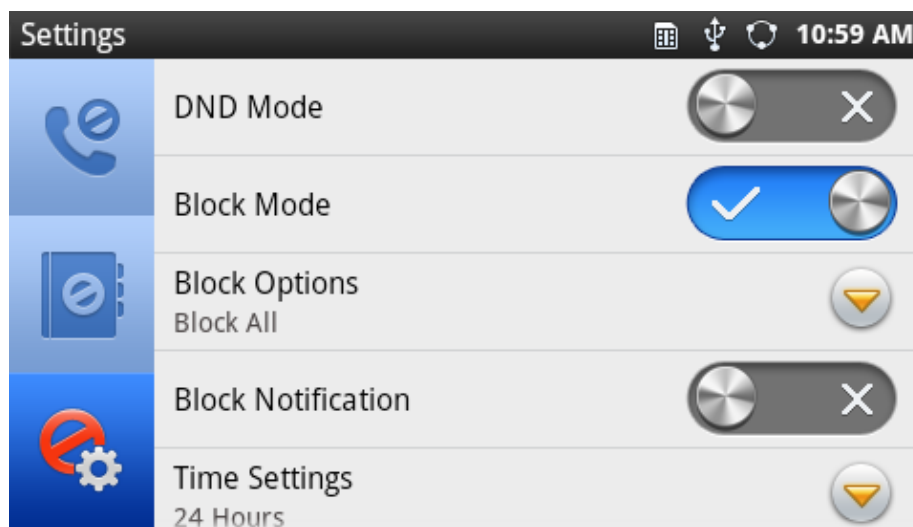 Settings 10:59 AM
DND Mode
Block Mode
Block Options
Block All
Block Notification
Time Settings
24 Hours